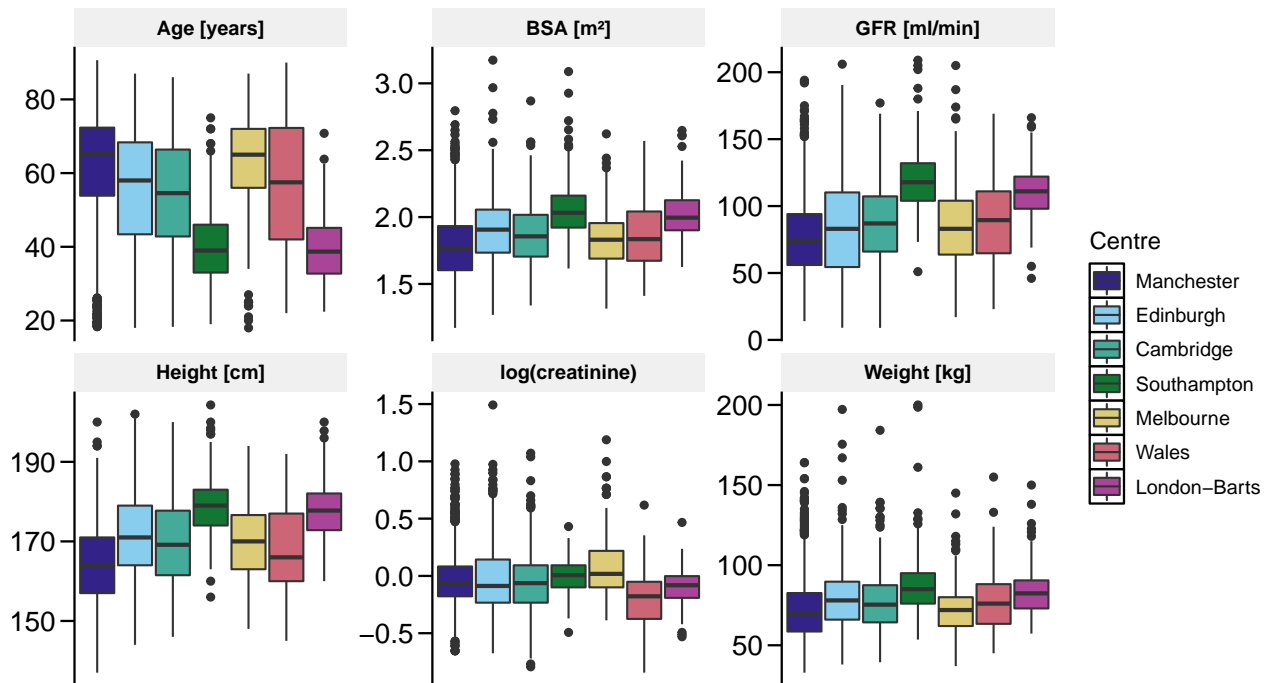 Age [years]
BSA [m²]
GFR [ml/min]
80
60
40
20
3.0
2.5
2.0
1.5
200
150
100
50
0
Height [cm]
log(creatinine)
Weight [kg]
190
170
150
1.5
1.0
0.5
0.0
−0.5
200
150
100
50
Centre
Manchester
Edinburgh
Cambridge
Southampton
Melbourne
Wales
London−Barts